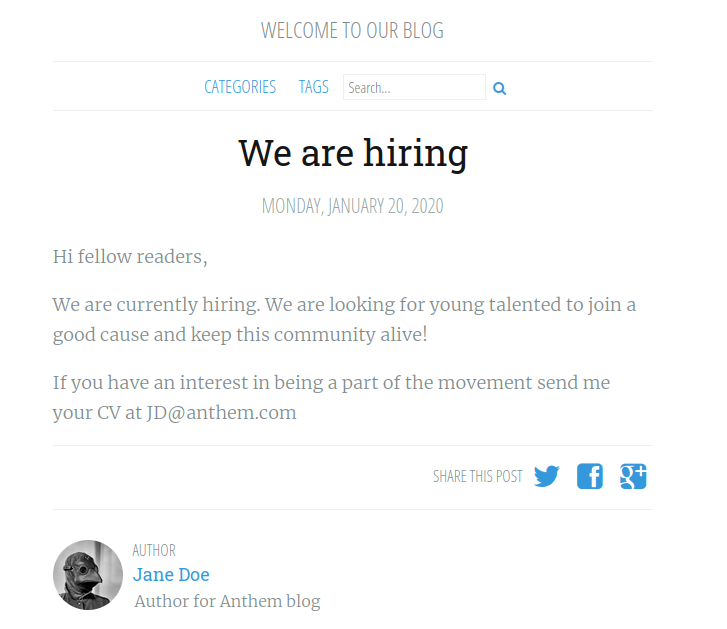 WELCOME TO OUR BLOG
CATEGORIES TAGS Search...
We are hiring
MONDAY, JANUARY 20, 2020
Hi fellow readers,
We are currently hiring. We are looking for young talented to join a
good cause and keep this community alive!
If you have an interest in being a part of the movement send me
your CV at JD@anthem.com
SHARE THIS POST
AUTHOR
Jane Doe
Author for Anthem blog